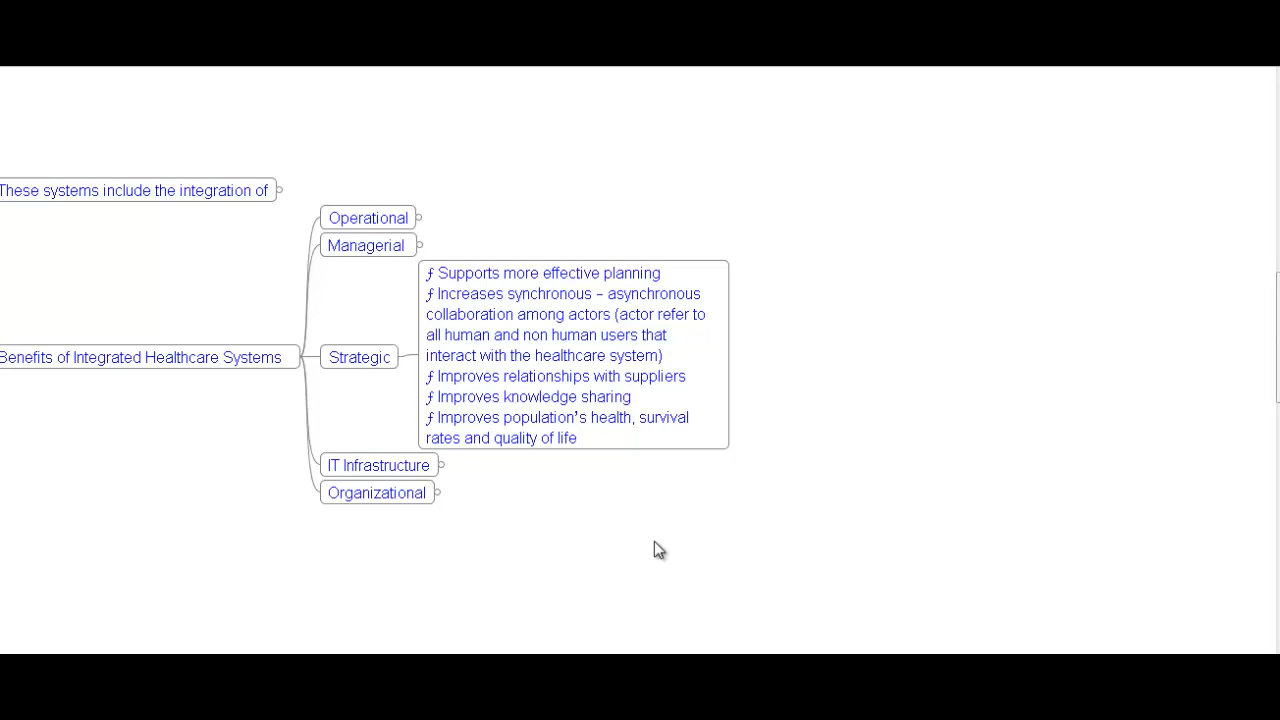 These systems include the integration of
Operational
Managerial
ƒ Supports more effective planning
ƒ Increases synchronous – asynchronous
collaboration among actors (actor refer to
all human and non human users that
interact with the healthcare system)
ƒ Improves relationships with suppliers
ƒ Improves knowledge sharing
ƒ Improves population’s health, survival
rates and quality of life
Benefits of Integrated Healthcare Systems
Strategic
IT Infrastructure
Organizational